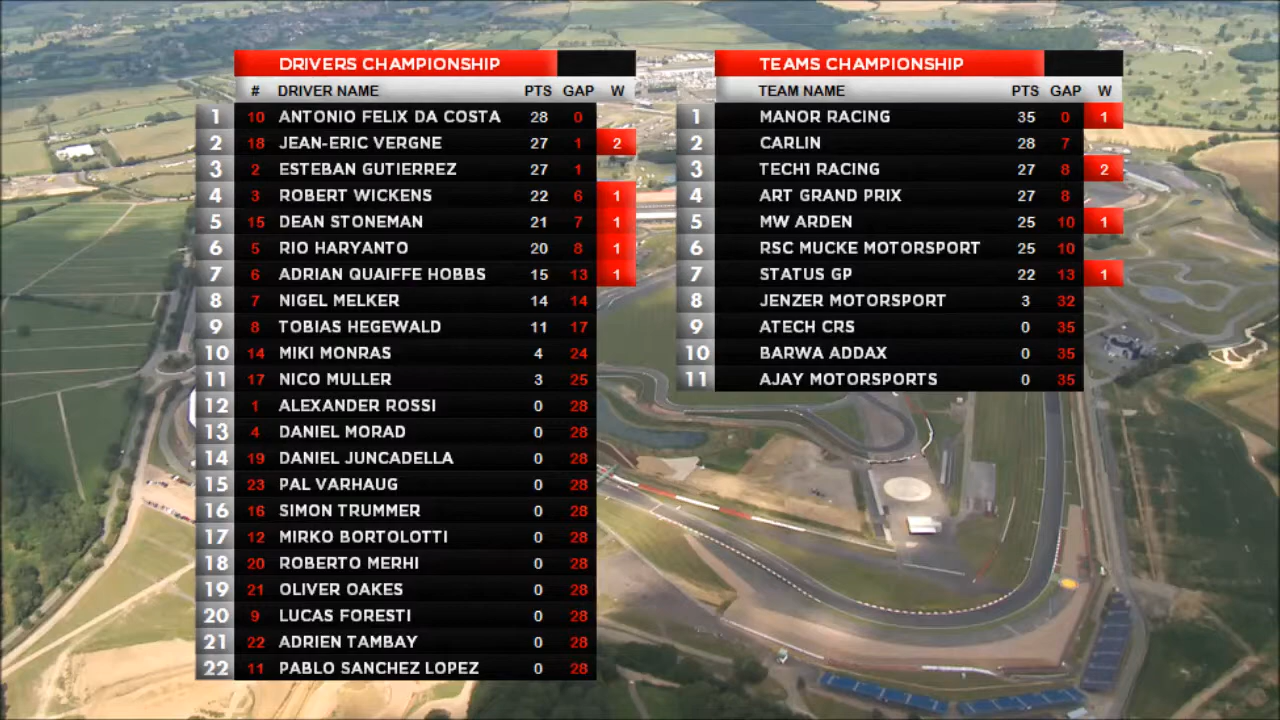 DRIVERS CHAMPIONSHIP
# DRIVER NAME PTS GAP W
1 10 ANTONIO FELIX DA COSTA 28 0
2 18 JEAN-ERIC VERGNE 27 1 2
3 2 ESTEBAN GUTIERREZ 27 1
4 3 ROBERT WICKENS 22 6 1
5 15 DEAN STONEMAN 21 7 1
6 5 RIO HARYANTO 20 8 1
7 6 ADRIAN QUAIFFE HOBBS 15 13 1
8 7 NIGEL MELKER 14 14
9 8 TOBIAS HEGEWALD 11 17
10 14 MIKI MONRAS 4 24
11 17 NICO MULLER 3 25
12 1 ALEXANDER ROSSI 0 28
13 4 DANIEL MORAD 0 28
14 19 DANIEL JUNCADELLA 0 28
15 23 PAL VARHAUG 0 28
16 16 SIMON TRUMMER 0 28
17 12 MIRKO BORTOLOTTI 0 28
18 20 ROBERTO MERHI 0 28
19 21 OLIVER OAKES 0 28
20 9 LUCAS FORESTI 0 28
21 22 ADRIEN TAMBAY 0 28
22 11 PABLO SANCHEZ LOPEZ 0 28
TEAMS CHAMPIONSHIP
TEAM NAME PTS GAP W
1 MANOR RACING 35 0 1
2 CARLIN 28 7
3 TECH1 RACING 27 8 2
4 ART GRAND PRIX 27 8
5 MW ARDEN 25 10 1
6 RSC MUCKE MOTORSPORT 25 10
7 STATUS GP 22 13 1
8 JENZER MOTORSPORT 3 32
9 ATECH CRS 0 35
10 BARWA ADDAX 0 35
11 AJAY MOTORSPORTS 0 35